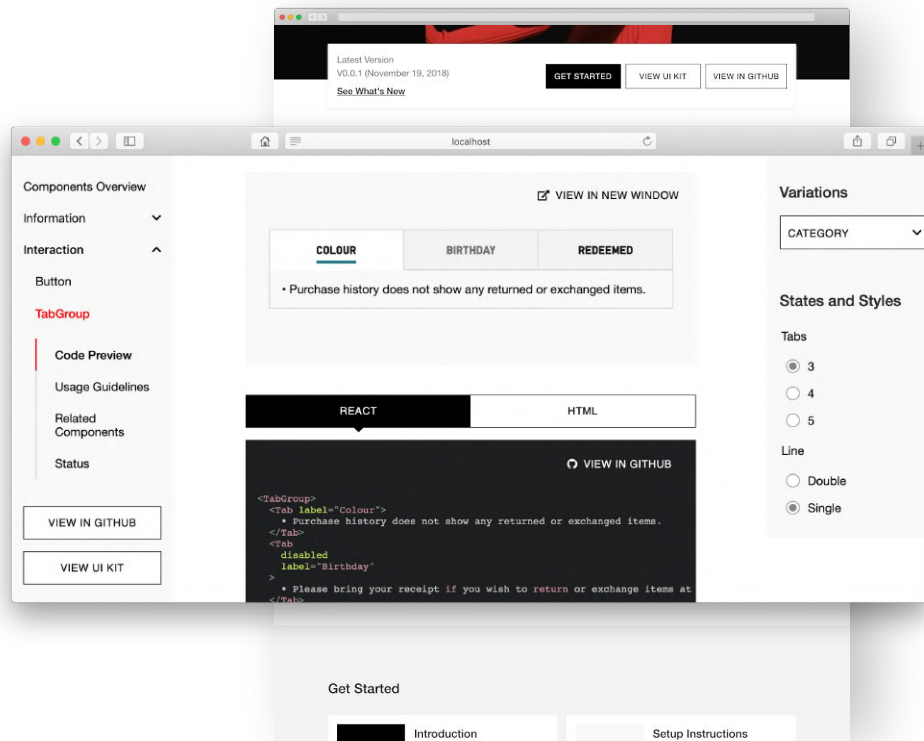 Latest Version
V0.0.1 (November 19, 2018)
See What's New
GET STARTED
VIEW UI KIT
VIEW IN GITHUB
localhost
Components Overview
Information
Interaction
Button
TabGroup
Code Preview
Usage Guidelines
Related
Components
Status
VIEW IN GITHUB
VIEW UI KIT
VIEW IN NEW WINDOW
COLOUR
BIRTHDAY
REDEEMED
• Purchase history does not show any returned or exchanged items.
REACT
HTML
VIEW IN GITHUB
<TabGroup>
<Tab label="Colour">
• Purchase history does not show any returned or exchanged items.
</Tab>
<Tab
disabled
label="Birthday"
>
• Please bring your receipt if you wish to return or exchange items at
</Tab>
Variations
CATEGORY
States and Styles
Tabs
3
4
5
Line
Double
Single
Get Started
Introduction
Setup Instructions